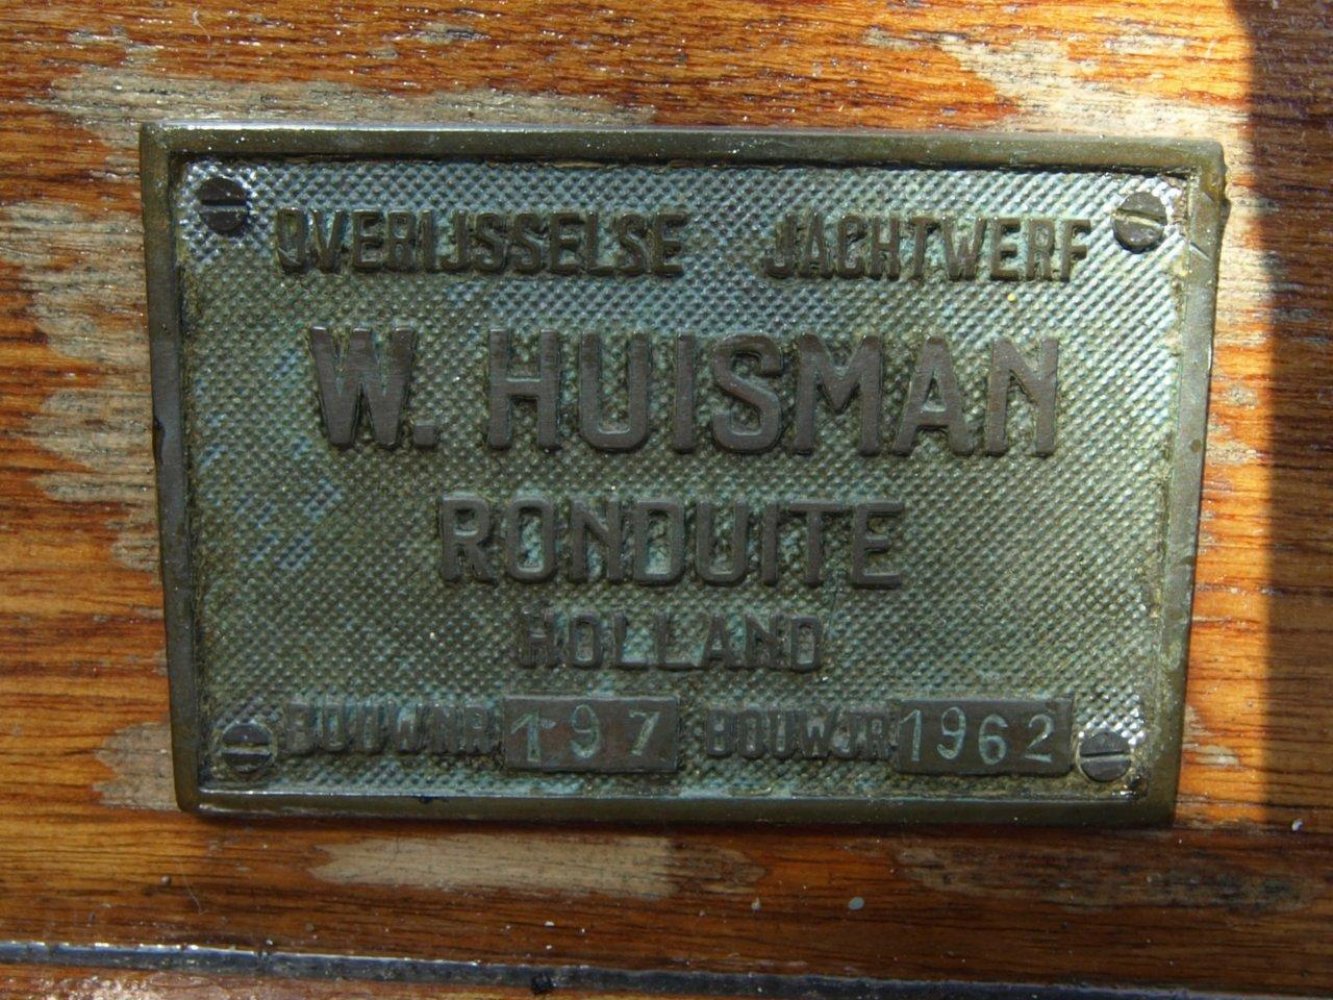 OVERIJSSELSE JACHTWERF
W. HUISMAN
RONDUITE
HOLLAND
BOUWNR 197 BOUWJR 1962